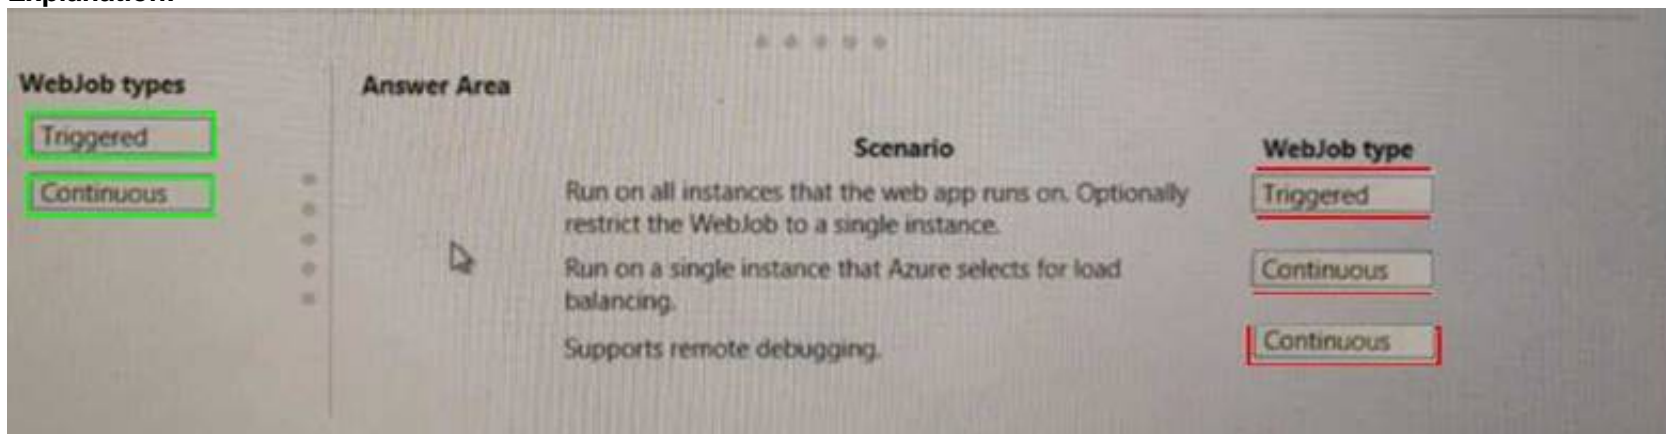 WebJob types
Triggered
Continuous
Answer Area
Scenario
WebJob type
Run on all instances that the web app runs on. Optionally
restrict the WebJob to a single instance.
Triggered
Run on a single instance that Azure selects for load
balancing.
Continuous
Supports remote debugging.
Continuous